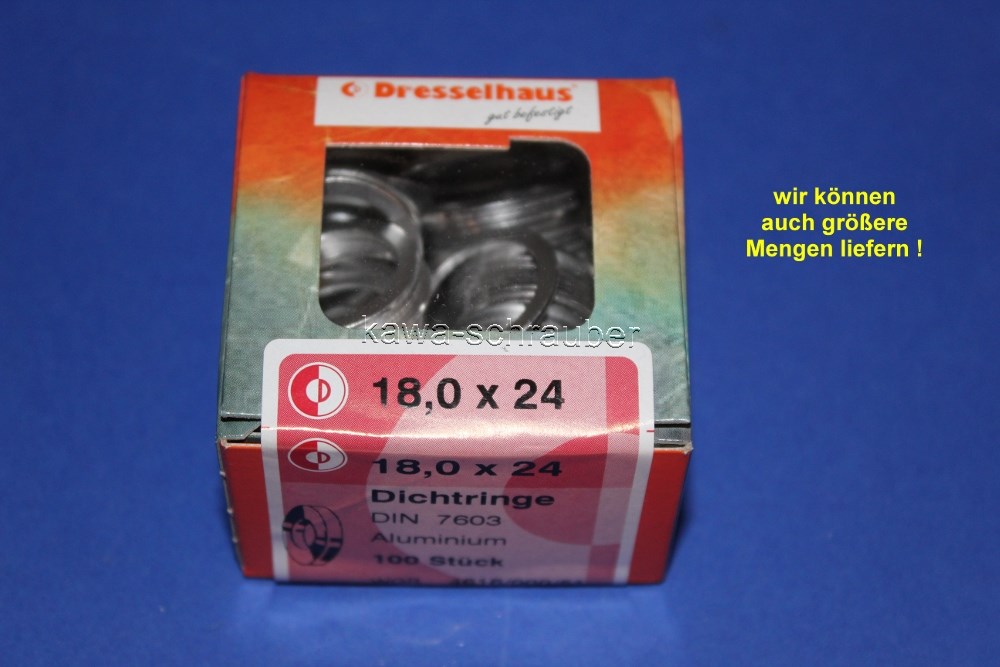 Dresselhaus
gut befestigt
wir können
auch größere
Mengen liefern !
kawa-schrauber
18,0 x 24
18,0 x 24
Dichtringe
DIN 7603
Aluminium
100 Stück